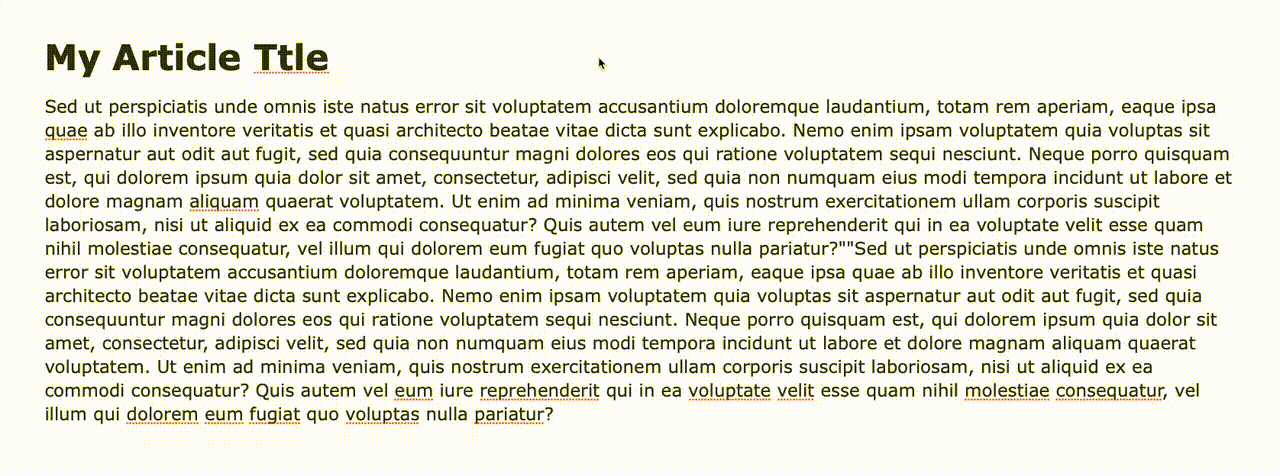 My Article Ttle
Sed ut perspiciatis unde omnis iste natus error sit voluptatem accusantium doloremque laudantium, totam rem aperiam, eaque ipsa
quae ab illo inventore veritatis et quasi architecto beatae vitae dicta sunt explicabo. Nemo enim ipsam voluptatem quia voluptas sit
aspernatur aut odit aut fugit, sed quia consequuntur magni dolores eos qui ratione voluptatem sequi nesciunt. Neque porro quisquam
est, qui dolorem ipsum quia dolor sit amet, consectetur, adipisci velit, sed quia non numquam eius modi tempora incidunt ut labore et
dolore magnam aliquam quaerat voluptatem. Ut enim ad minima veniam, quis nostrum exercitationem ullam corporis suscipit
laboriosam, nisi ut aliquid ex ea commodi consequatur? Quis autem vel eum iure reprehenderit qui in ea voluptate velit esse quam
nihil molestiae consequatur, vel illum qui dolorem eum fugiat quo voluptas nulla pariatur?""Sed ut perspiciatis unde omnis iste natus
error sit voluptatem accusantium doloremque laudantium, totam rem aperiam, eaque ipsa quae ab illo inventore veritatis et quasi
architecto beatae vitae dicta sunt explicabo. Nemo enim ipsam voluptatem quia voluptas sit aspernatur aut odit aut fugit, sed quia
consequuntur magni dolores eos qui ratione voluptatem sequi nesciunt. Neque porro quisquam est, qui dolorem ipsum quia dolor sit
amet, consectetur, adipisci velit, sed quia non numquam eius modi tempora incidunt ut labore et dolore magnam aliquam quaerat
voluptatem. Ut enim ad minima veniam, quis nostrum exercitationem ullam corporis suscipit laboriosam, nisi ut aliquid ex ea
commodi consequatur? Quis autem vel eum iure reprehenderit qui in ea voluptate velit esse quam nihil molestiae consequatur, vel
illum qui dolorem eum fugiat quo voluptas nulla pariatur?